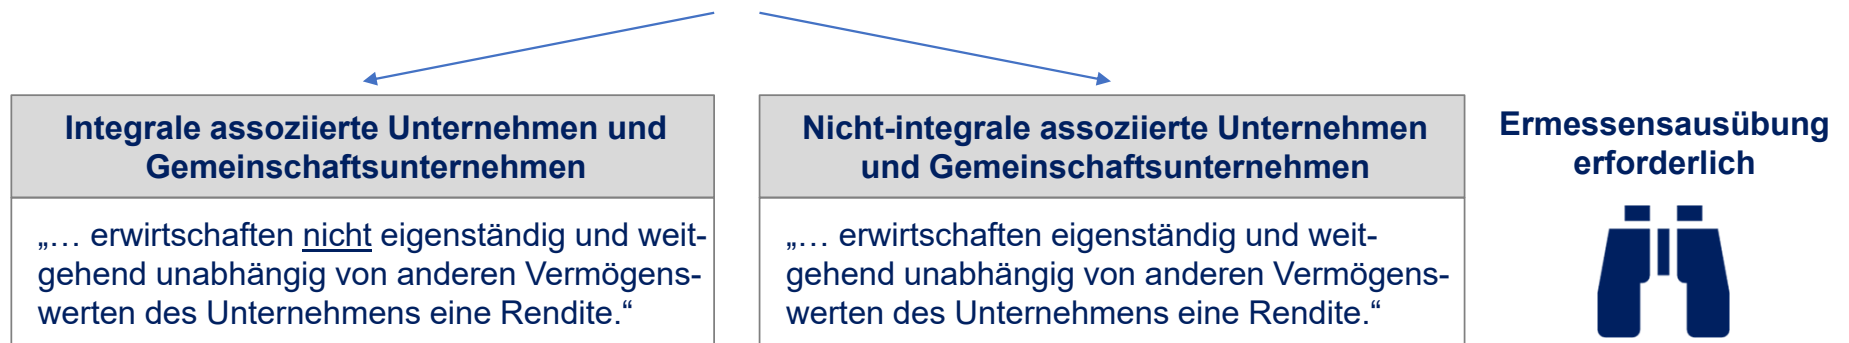 Integrale assoziierte Unternehmen und
Gemeinschaftsunternehmen
„… erwirtschaften nicht eigenständig und weit-
gehend unabhängig von anderen Vermögens-
werten des Unternehmens eine Rendite.“
Nicht-integrale assoziierte Unternehmen
und Gemeinschaftsunternehmen
„… erwirtschaften eigenständig und weit-
gehend unabhängig von anderen Vermögens-
werten des Unternehmens eine Rendite.“
Ermessensausübung
erforderlich